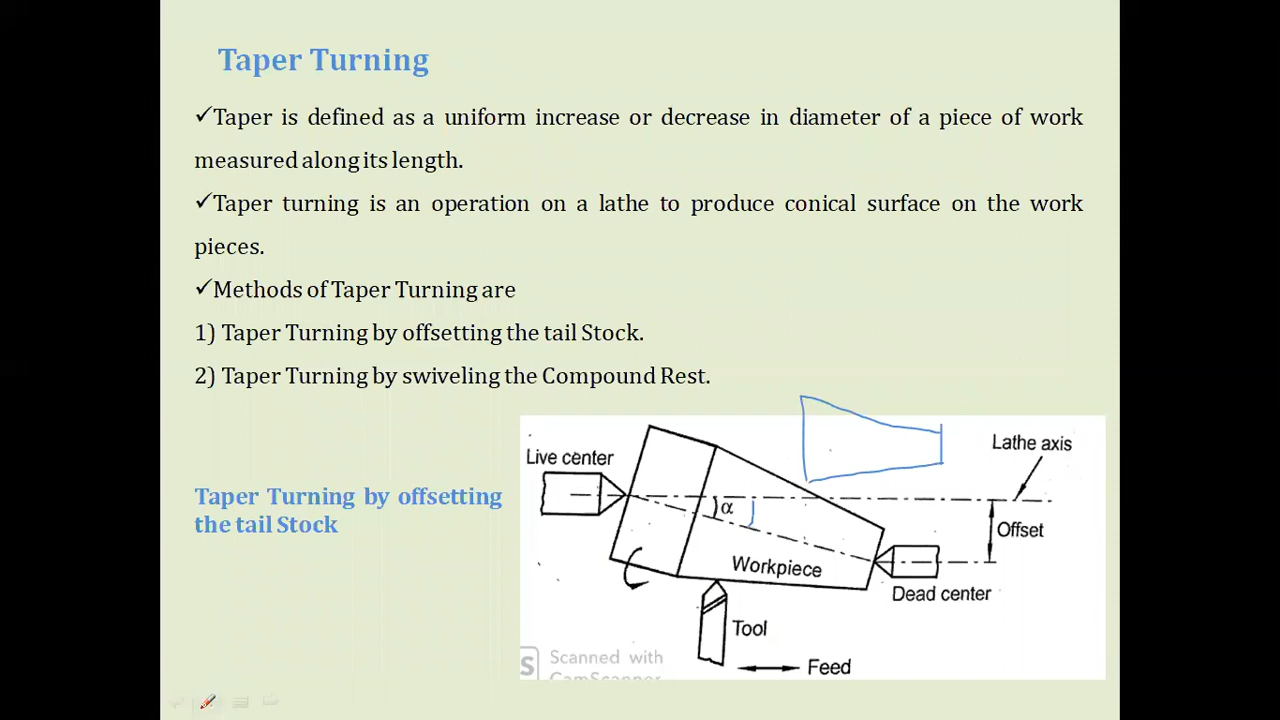 Taper Turning
✓Taper is defined as a uniform increase or decrease in diameter of a piece of work
measured along its length.
✓Taper turning is an operation on a lathe to produce conical surface on the work
pieces.
✓Methods of Taper Turning are
1) Taper Turning by offsetting the tail Stock.
2) Taper Turning by swiveling the Compound Rest.
Taper Turning by offsetting
the tail Stock
Lathe axis
Live center
α
Offset
Workpiece
Dead center
Tool
Feed
S Scanned with
CamScanner